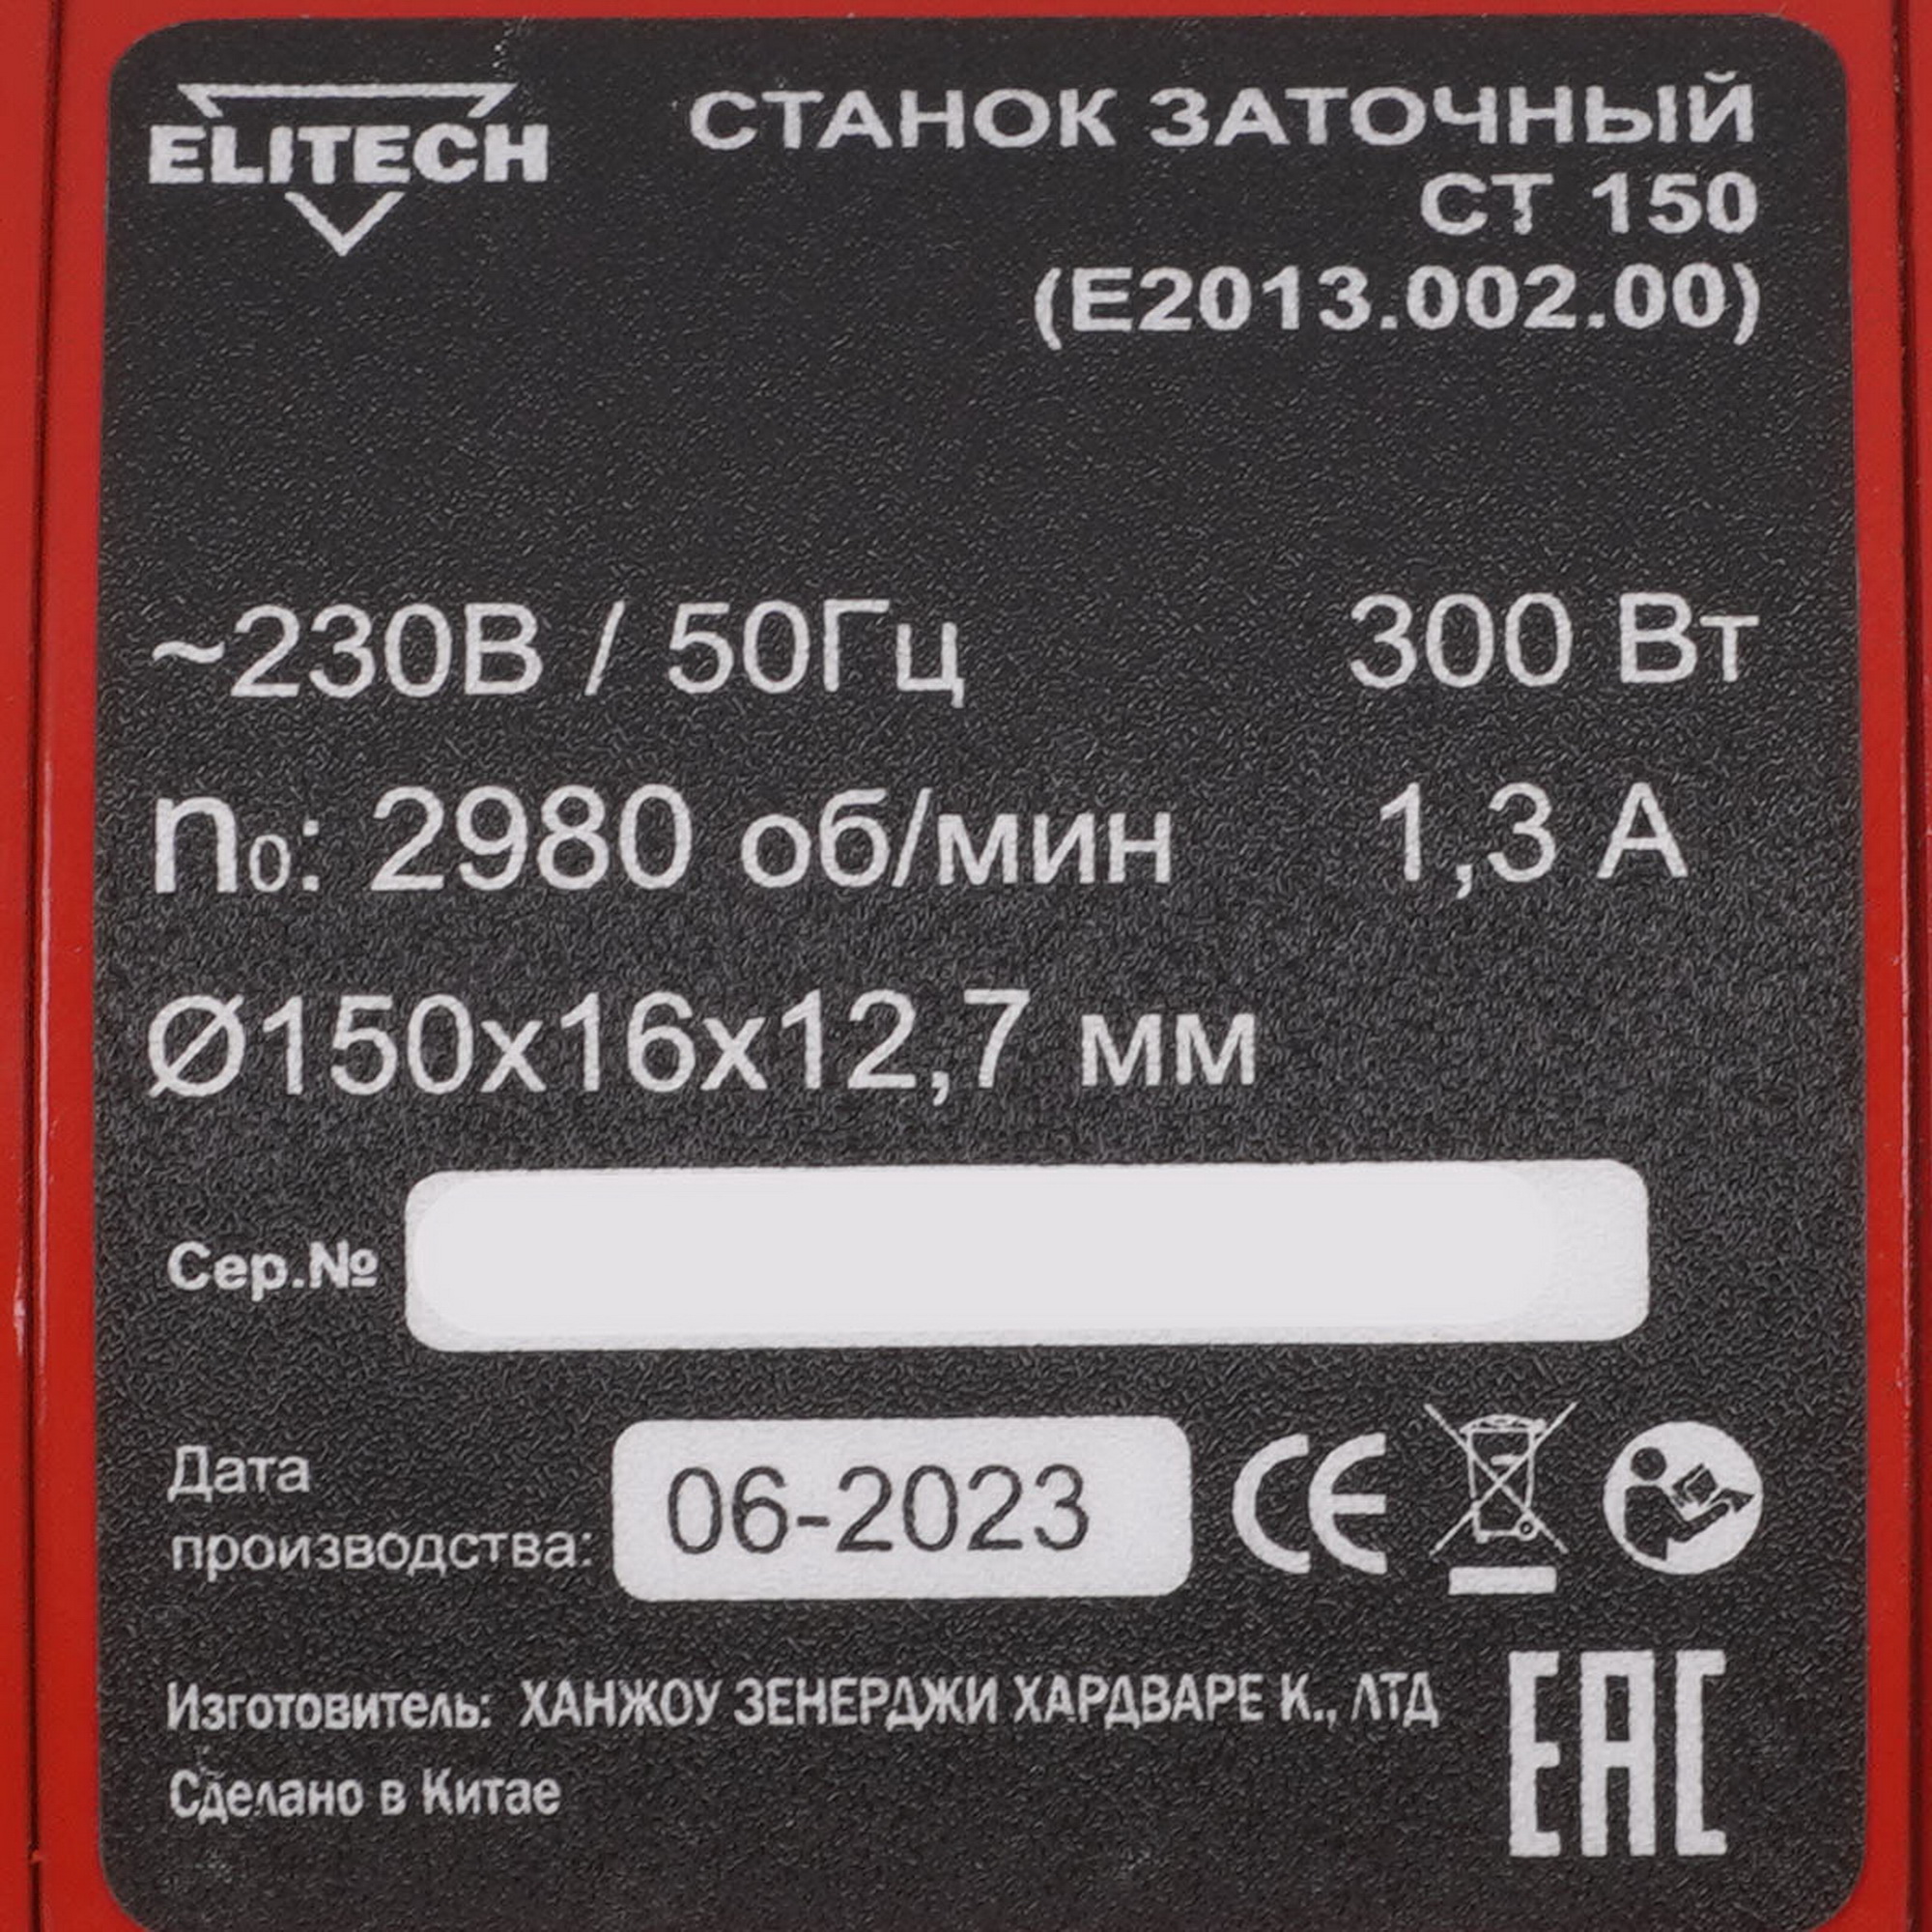 ELITECH
СТАНОК ЗАТОЧНЫЙ
СТ 150
(E2013.002.00)
~230В / 50Гц 300 Вт
n₀: 2980 об/мин 1,3 А
Ø150x16x12,7 мм
Сер.№
Дата
производства: 06-2023
CE
Изготовитель: ХАНЖОУ ЗЕНЕРДЖИ ХАРДВАРЕ К., ЛТД
Сделано в Китае
EAC